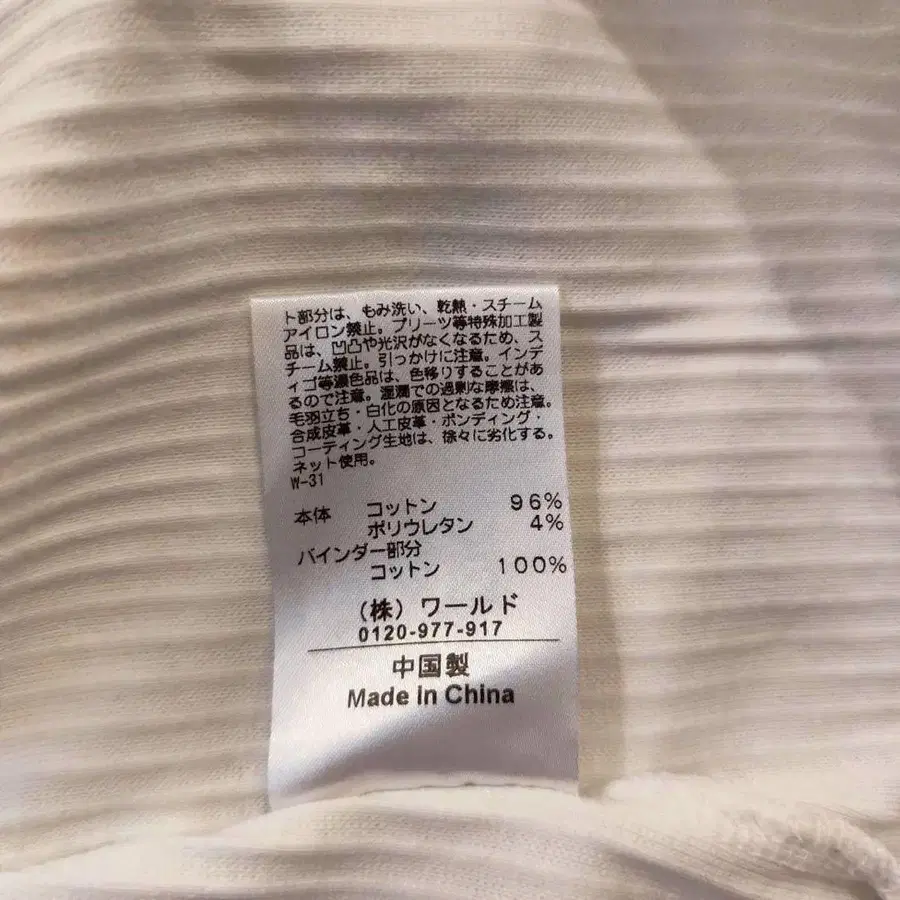 ト部分は、もみ洗い、乾熱・スチーム
アイロン禁止。プリーツ等特殊加工製
品は、凹凸や光沢がなくなるため、ス
チーム禁止。引っかけに注意。インデ
ィゴ等濃色品は、色移りすることがあ
るので注意。湿潤での過剰な摩擦は、
毛羽立ち・白化の原因となるため注意。
合成皮革・人工皮革・ボンディング・
コーティング生地は、徐々に劣化する。
ネット使用。
W-31
本体 コットン 96%
ポリウレタン 4%
バインダー部分
コットン 100%
(株)ワールド
0120-977-917
中国製
Made in China